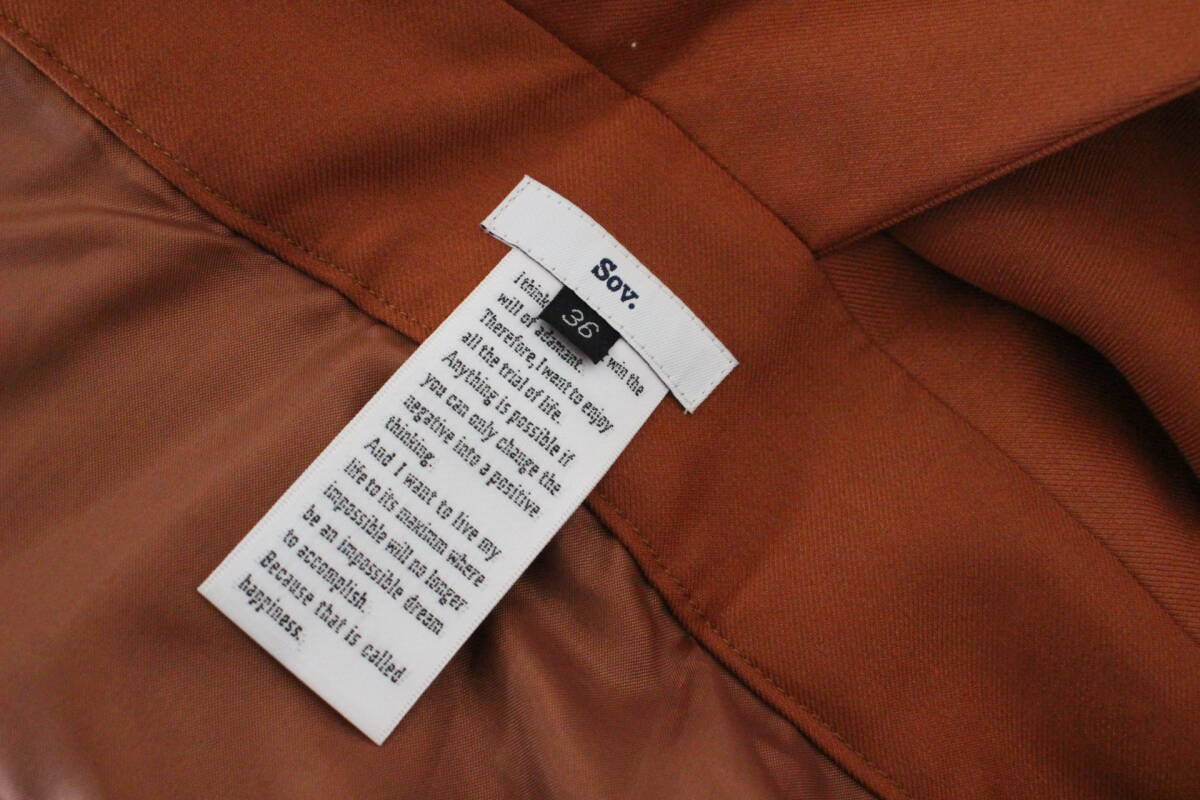 Sov.
36
I think win the
will of adamant.
Therefore, I want to enjoy
all the trial of life.
Anything is possible if
you can only change the
negative into a positive
thinking.
And I want to live my
life to its maximm where
impossible will no longer
be an impossible dream
to accomplish.
Because that is called
happiness.